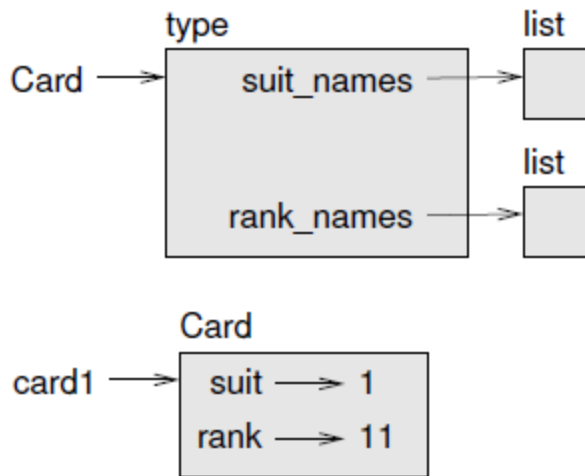 type list
Card suit_names
list
rank_names
Card
card1 suit 1
rank 11